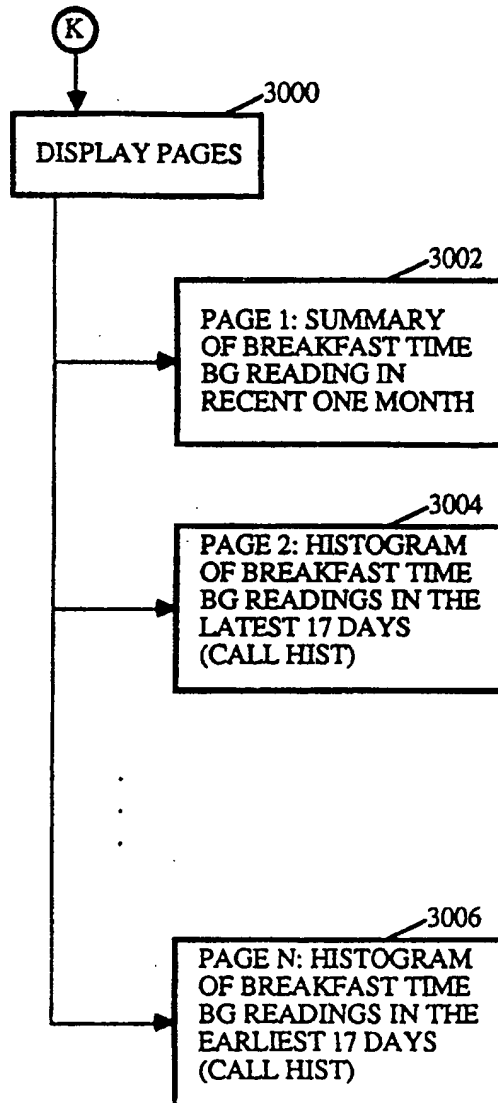 K
3000
DISPLAY PAGES
3002
PAGE 1: SUMMARY
OF BREAKFAST TIME
BG READING IN
RECENT ONE MONTH
3004
PAGE 2: HISTOGRAM
OF BREAKFAST TIME
BG READINGS IN THE
LATEST 17 DAYS
(CALL HIST)
3006
PAGE N: HISTOGRAM
OF BREAKFAST TIME
BG READINGS IN THE
EARLIEST 17 DAYS
(CALL HIST)